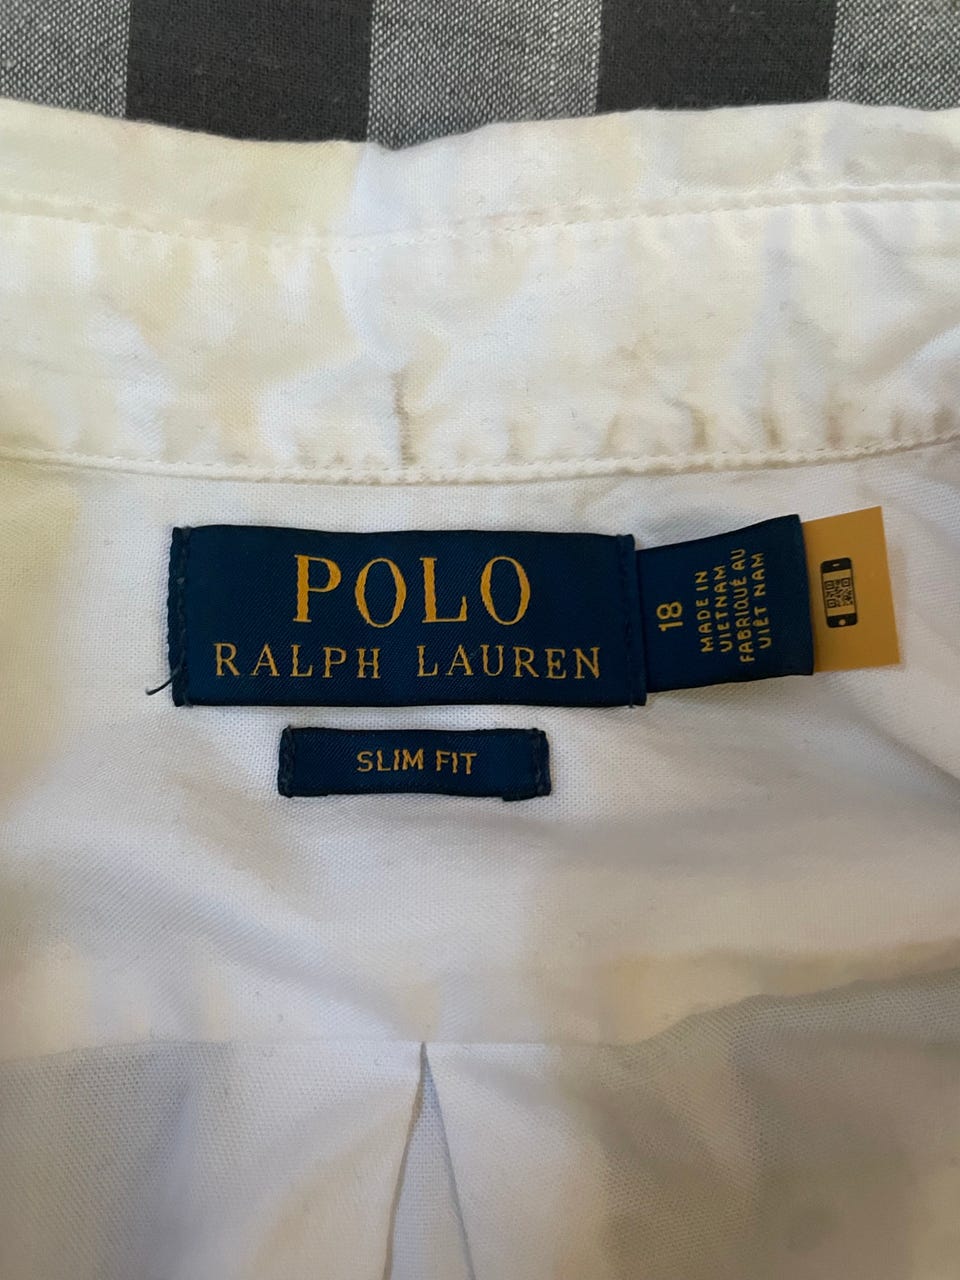 POLO
RALPH LAUREN
SLIM FIT
18
MADE IN
VIETNAM
FABRIQUÉ AU
VIÊT NAM